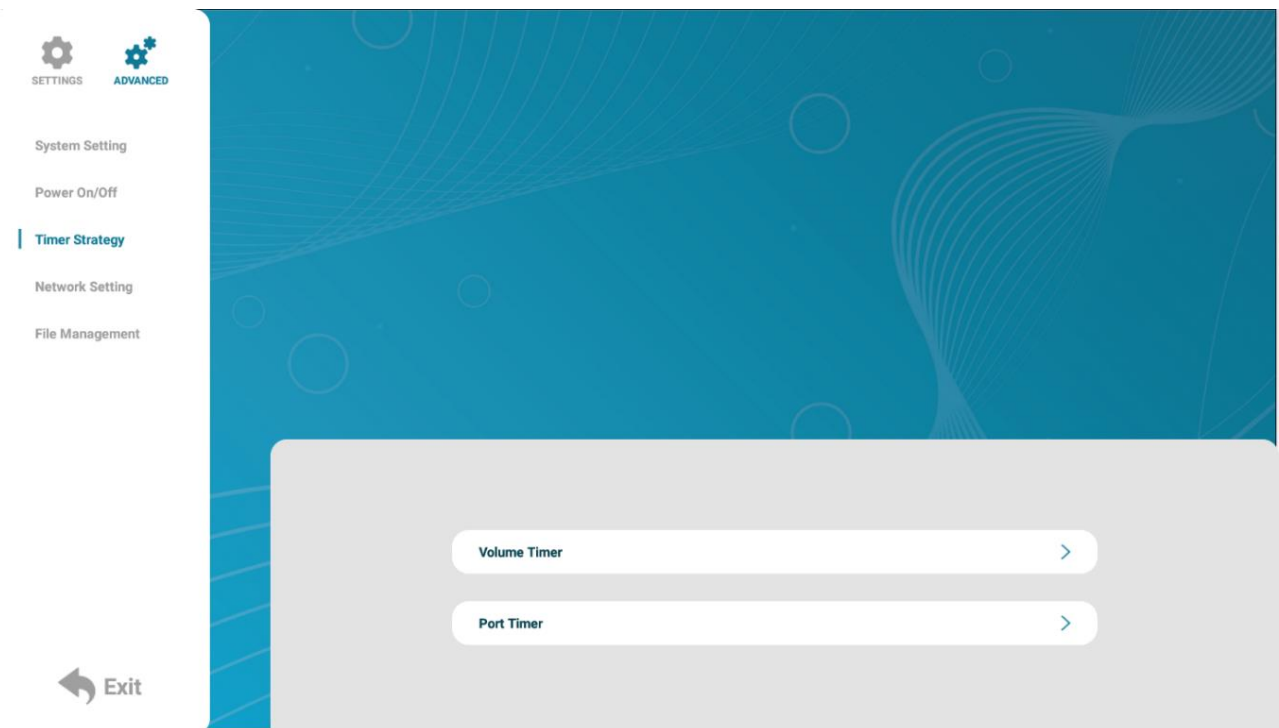 SETTINGS
ADVANCED
System Setting
Power On/Off
Timer Strategy
Network Setting
File Management
Volume Timer
Port Timer
Exit